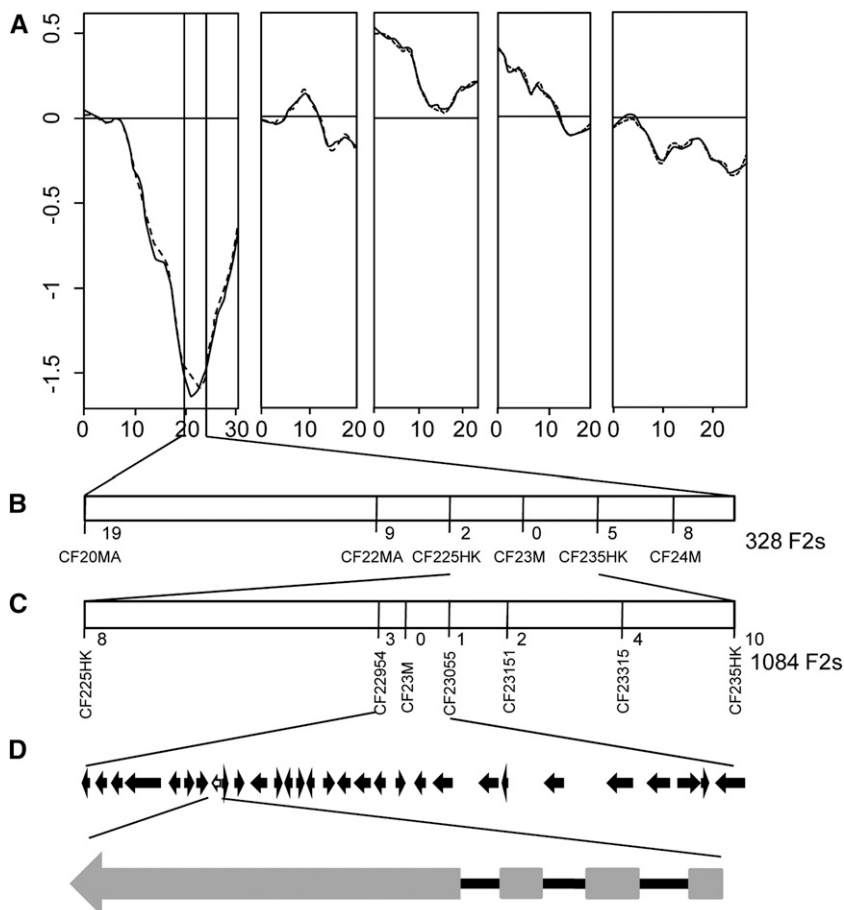 A
0.5
0
-0.5
-1
-1.5
0 10 20 30
0 10 20
0 10 20
0 10 20
0 10 20
B
19 9 2 0 5 8
328 F2s
CF20MA CF22MA CF225HK CF23M CF235HK CF24M
C
8 3 0 1 2 4 10
1084 F2s
CF225HK CF22954 CF23M CF23055 CF23151 CF23315 CF235HK
D